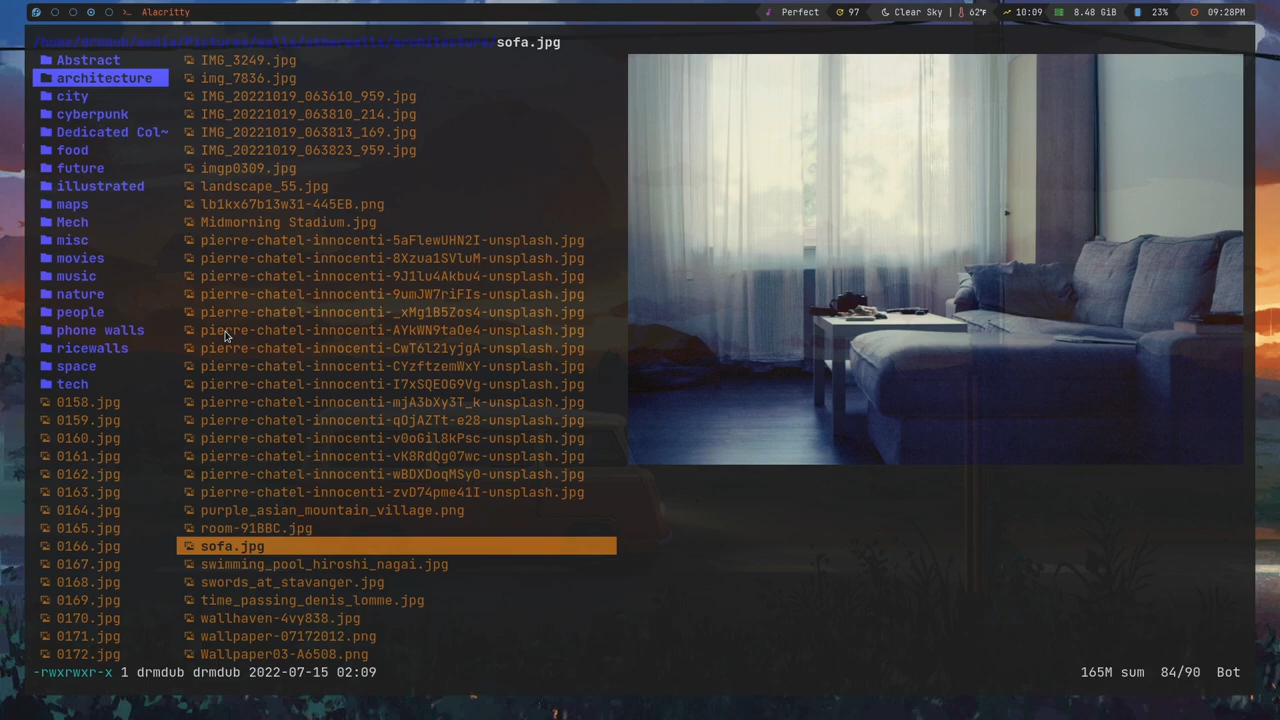 Alacritty
Perfect
97
Clear Sky | 62°F
10:09
8.48 GiB
23%
09:28PM
/home/drmdub/media/Pictures/walls/otherwalls/architecture/sofa.jpg
Abstract
architecture
city
cyberpunk
Dedicated Col~
food
future
illustrated
maps
Mech
misc
movies
music
nature
people
phone walls
ricewalls
space
tech
0158.jpg
0159.jpg
0160.jpg
0161.jpg
0162.jpg
0163.jpg
0164.jpg
0165.jpg
0166.jpg
0167.jpg
0168.jpg
0169.jpg
0170.jpg
0171.jpg
0172.jpg
IMG_3249.jpg
img_7836.jpg
IMG_20221019_063610_959.jpg
IMG_20221019_063810_214.jpg
IMG_20221019_063813_169.jpg
IMG_20221019_063823_959.jpg
imgp0309.jpg
landscape_55.jpg
lb1kx67b13w31-445EB.png
Midmorning Stadium.jpg
pierre-chatel-innocenti-5aFlewUHN2I-unsplash.jpg
pierre-chatel-innocenti-8Xzua1SVluM-unsplash.jpg
pierre-chatel-innocenti-9J1lu4Akbu4-unsplash.jpg
pierre-chatel-innocenti-9umJW7riFIs-unsplash.jpg
pierre-chatel-innocenti-_xMg1B5Zos4-unsplash.jpg
pierre-chatel-innocenti-AYkWN9taOe4-unsplash.jpg
pierre-chatel-innocenti-CwT6l21yjgA-unsplash.jpg
pierre-chatel-innocenti-CYzftzemWxY-unsplash.jpg
pierre-chatel-innocenti-I7xSQEOG9Vg-unsplash.jpg
pierre-chatel-innocenti-mjA3bXy3T_k-unsplash.jpg
pierre-chatel-innocenti-qOjAZTt-e28-unsplash.jpg
pierre-chatel-innocenti-v0oGil8kPsc-unsplash.jpg
pierre-chatel-innocenti-vK8RdQg07wc-unsplash.jpg
pierre-chatel-innocenti-wBDXDoqMSy0-unsplash.jpg
pierre-chatel-innocenti-zvD74pme41I-unsplash.jpg
purple_asian_mountain_village.png
room-91BBC.jpg
sofa.jpg
swimming_pool_hiroshi_nagai.jpg
swords_at_stavanger.jpg
time_passing_denis_lomme.jpg
wallhaven-4vy838.jpg
wallpaper-07172012.png
Wallpaper03-A6508.png
-rwxrwxr-x 1 drmdub drmdub 2022-07-15 02:09
165M sum 84/90 Bot